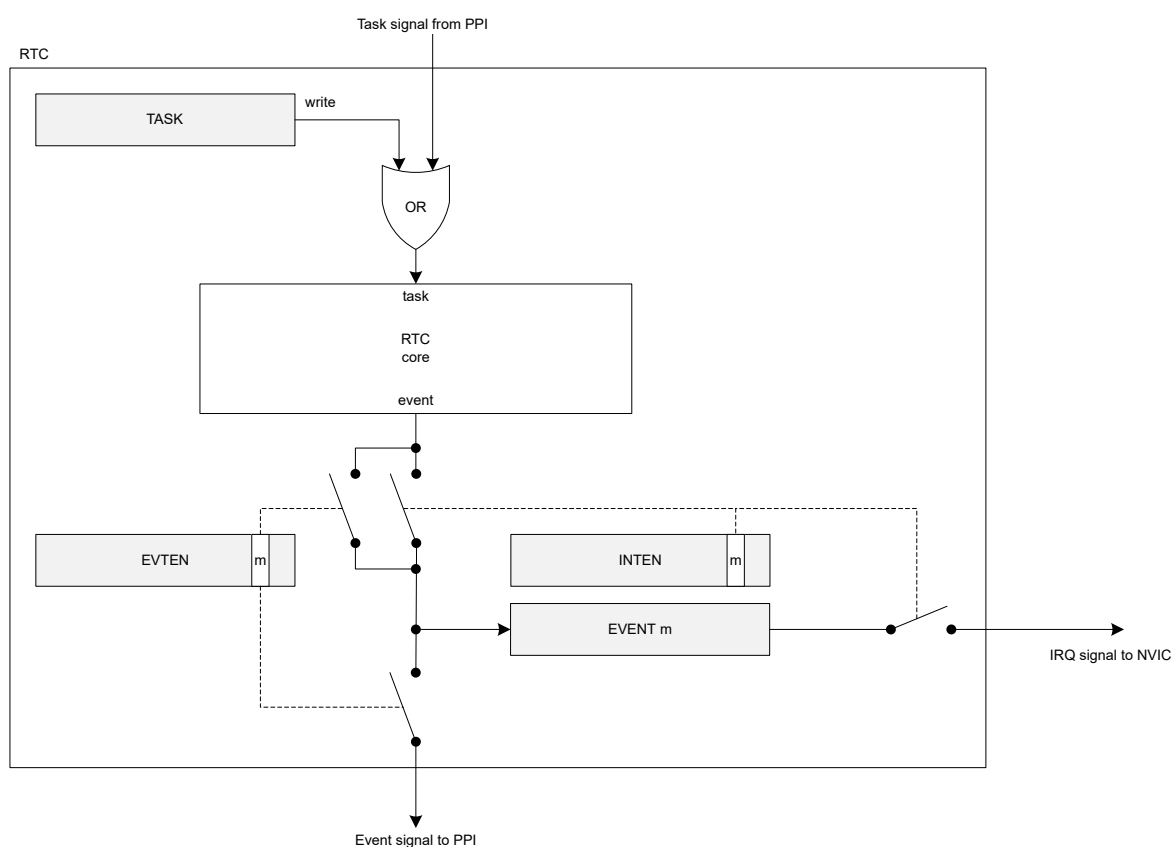 Task signal from PPI
RTC
write
TASK
OR
task
RTC
core
event
EVTEN
m
INTEN
m
EVENT m
IRQ signal to NVIC
Event signal to PPI